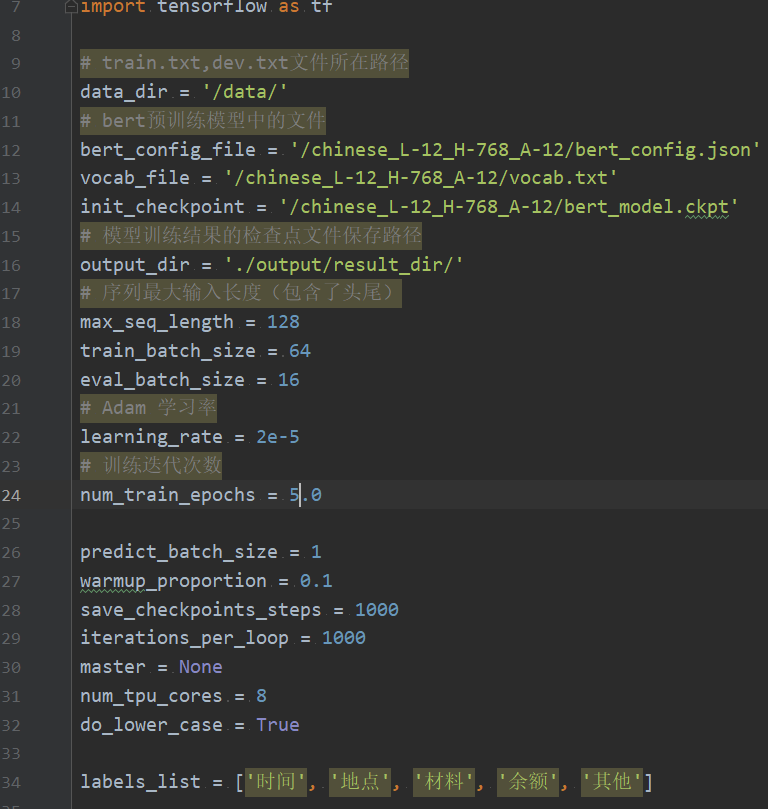 7 import tensorflow as tf
8
9 # train.txt,dev.txt文件所在路径
10 data_dir = '/data/'
11 # bert预训练模型中的文件
12 bert_config_file = '/chinese_L-12_H-768_A-12/bert_config.json'
13 vocab_file = '/chinese_L-12_H-768_A-12/vocab.txt'
14 init_checkpoint = '/chinese_L-12_H-768_A-12/bert_model.ckpt'
15 # 模型训练结果的检查点文件保存路径
16 output_dir = './output/result_dir/'
17 # 序列最大输入长度（包含了头尾）
18 max_seq_length = 128
19 train_batch_size = 64
20 eval_batch_size = 16
21 # Adam 学习率
22 learning_rate = 2e-5
23 # 训练迭代次数
24 num_train_epochs = 5.0
25
26 predict_batch_size = 1
27 warmup_proportion = 0.1
28 save_checkpoints_steps = 1000
29 iterations_per_loop = 1000
30 master = None
31 num_tpu_cores = 8
32 do_lower_case = True
33
34 labels_list = ['时间', '地点', '材料', '余额', '其他']